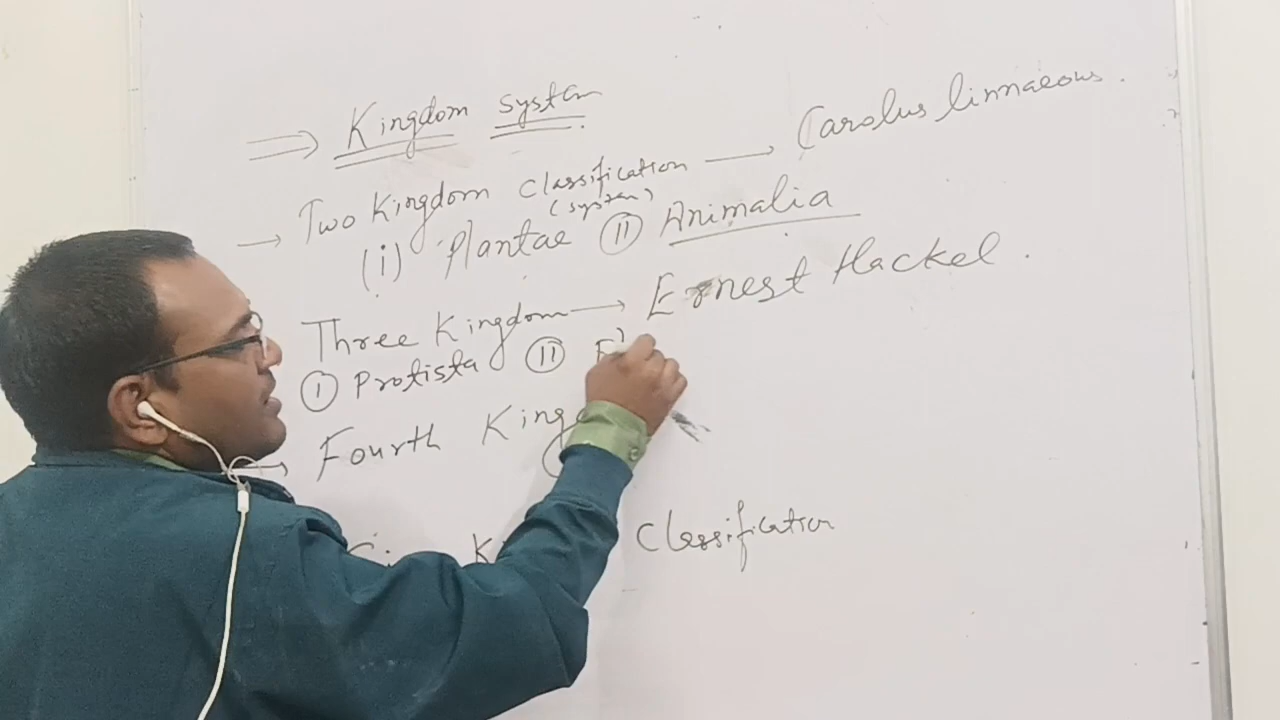 ⇒ Kingdom system.
→ Two Kingdom classification (system) → Carolus linnaeous.
(i) Plantae (II) Animalia
Three Kingdom → Ernest Hackel.
(I) Protista (II)
→ Fourth King
Classification